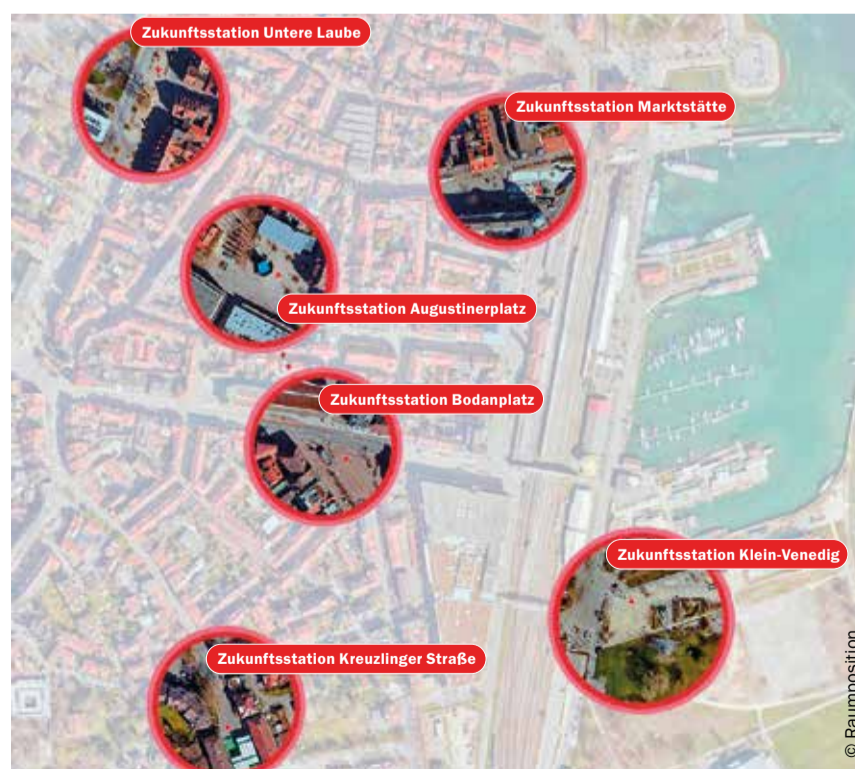 Zukunftsstation Untere Laube
Zukunftsstation Marktstätte
Zukunftsstation Augustinerplatz
Zukunftsstation Bodanplatz
Zukunftsstation Klein-Venedig
Zukunftsstation Kreuzlinger Straße
© Raumposition